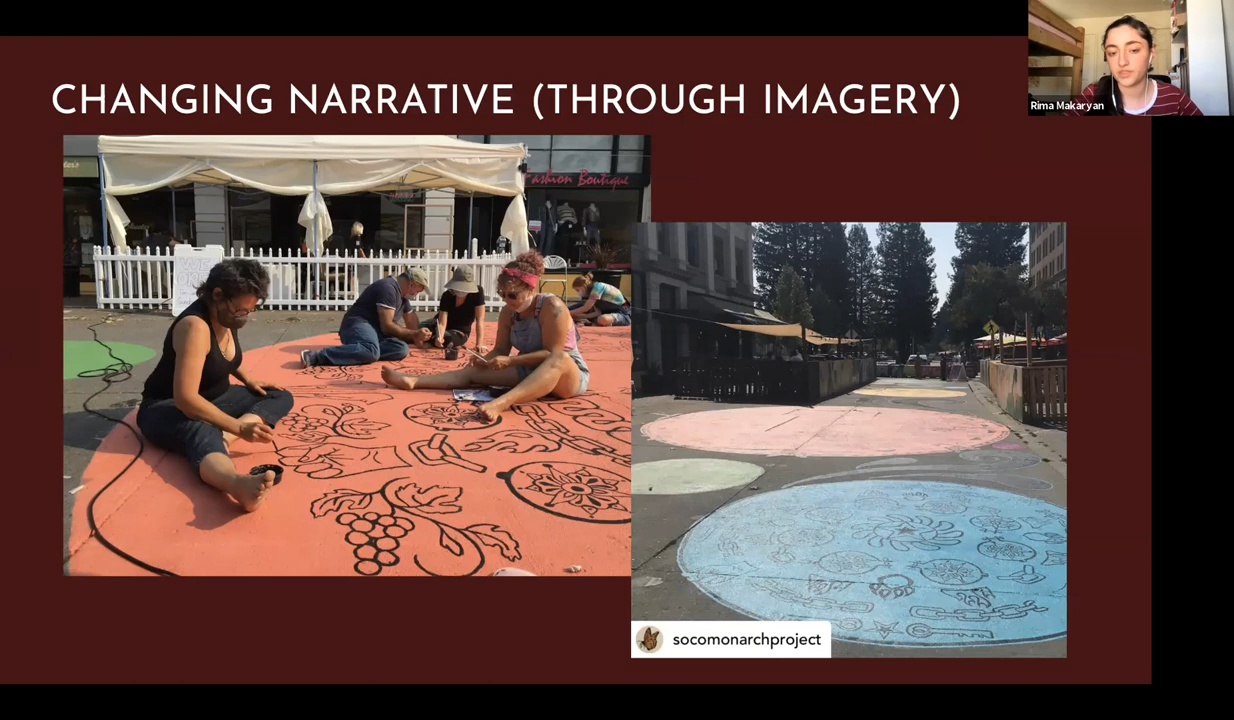 CHANGING NARRATIVE (THROUGH IMAGERY)
Rima Makaryan
Fashion Boutique
socomonarchproject